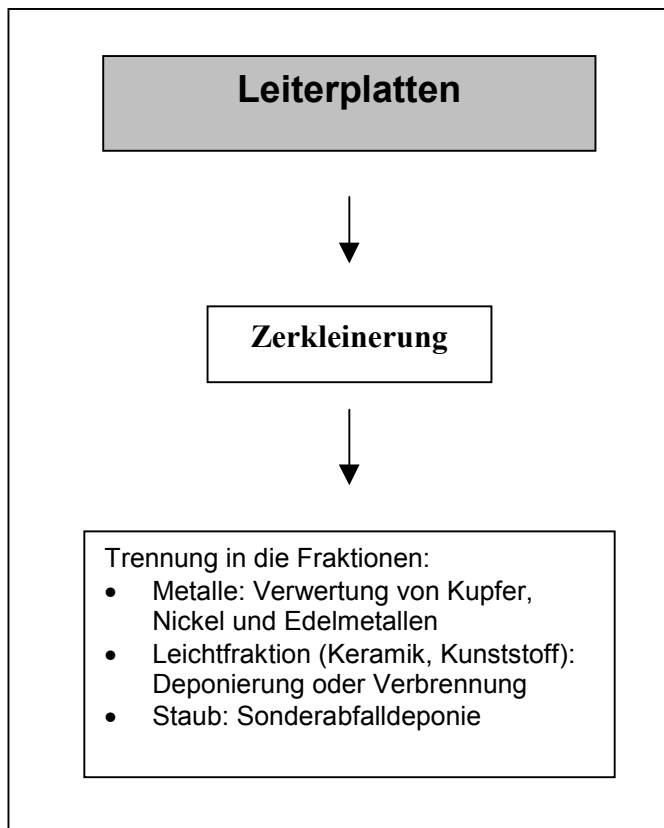 Leiterplatten
Zerkleinerung
Trennung in die Fraktionen:
• Metalle: Verwertung von Kupfer,
Nickel und Edelmetallen
• Leichtfraktion (Keramik, Kunststoff):
Deponierung oder Verbrennung
• Staub: Sonderabfalldeponie